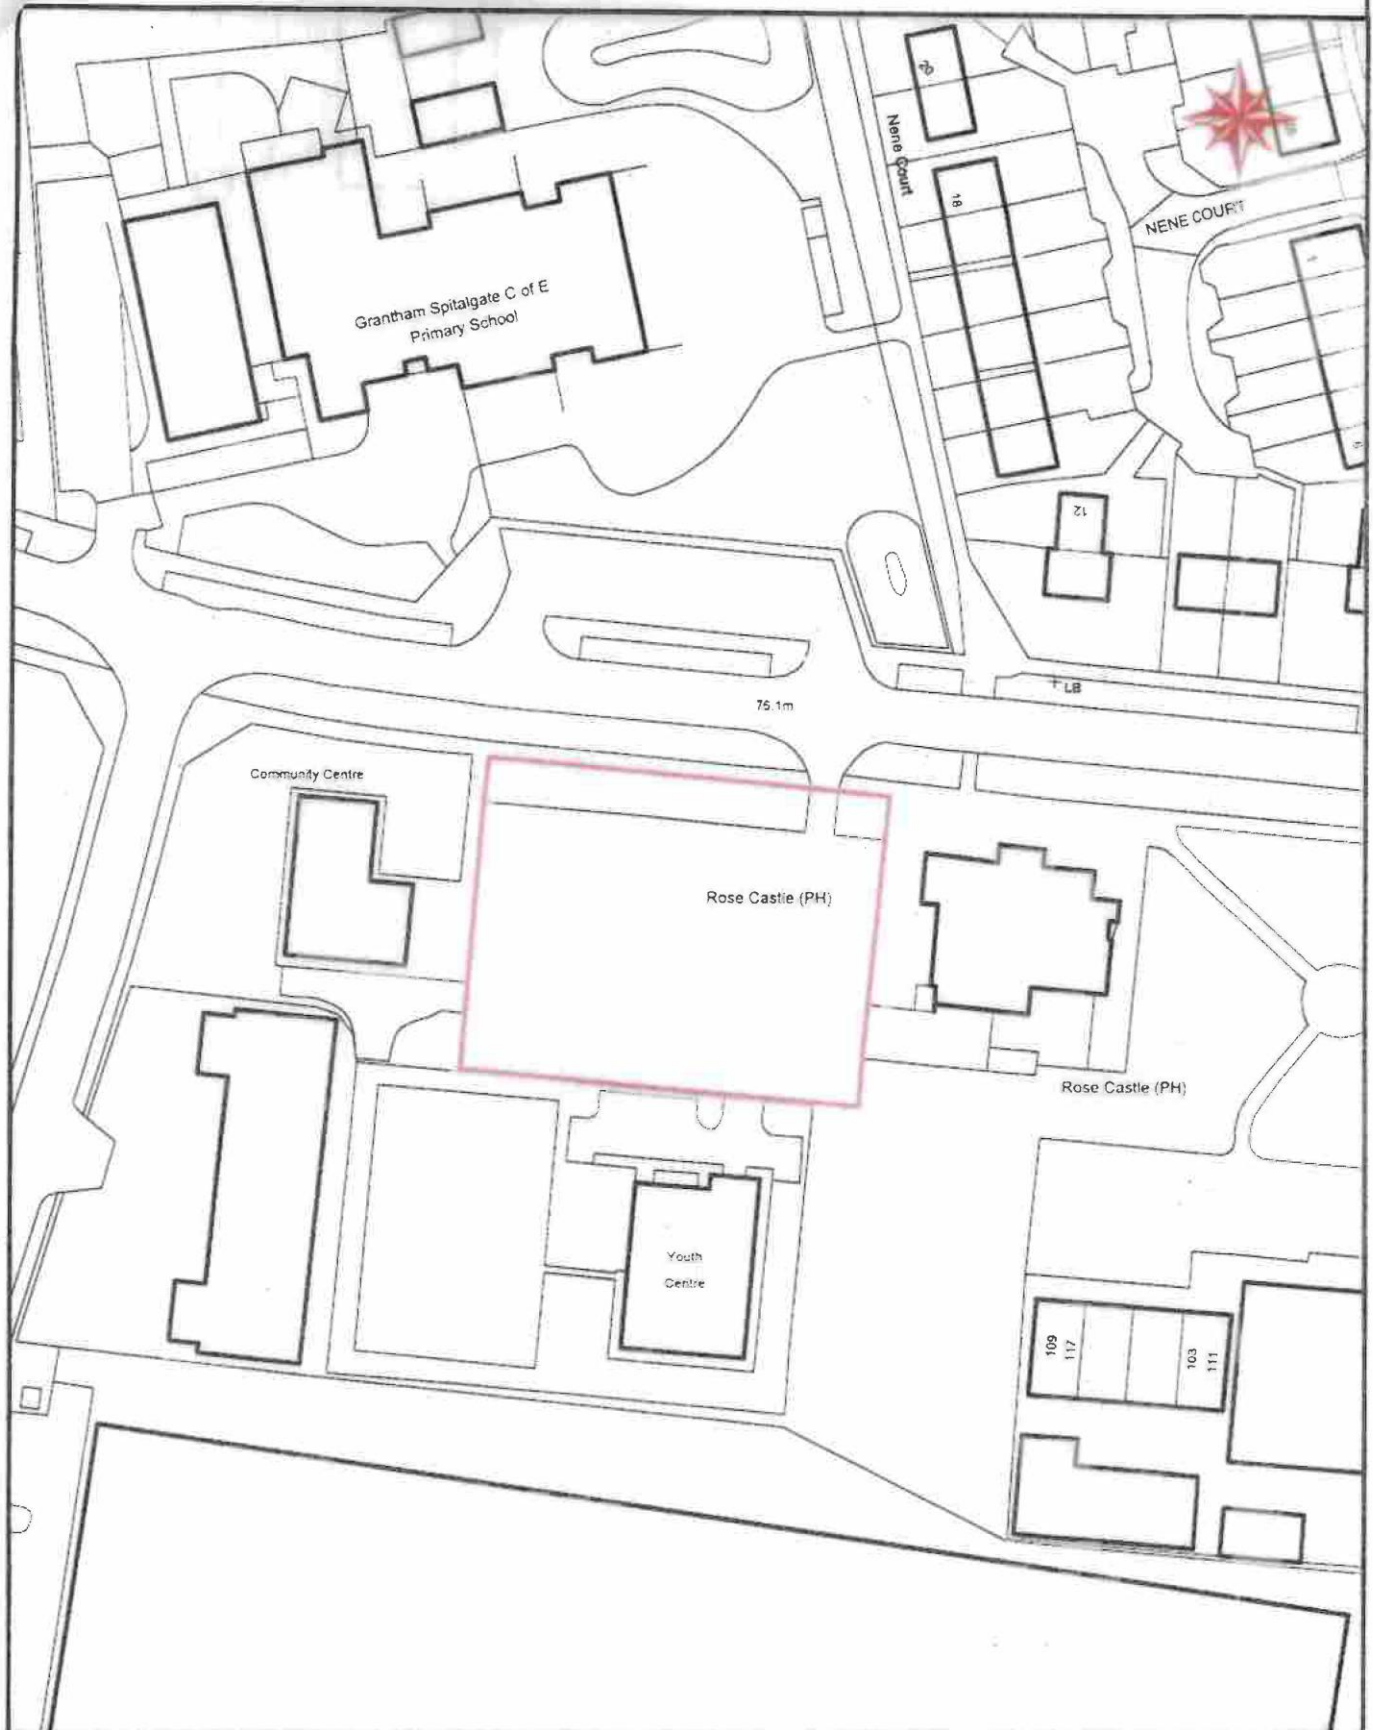 20
Nene Court
18
NENE COURT
Grantham Spitalgate C of E
Primary School
12
LB
75.1m
Community Centre
Rose Castle (PH)
Rose Castle (PH)
Youth
Centre
109
117
103
111